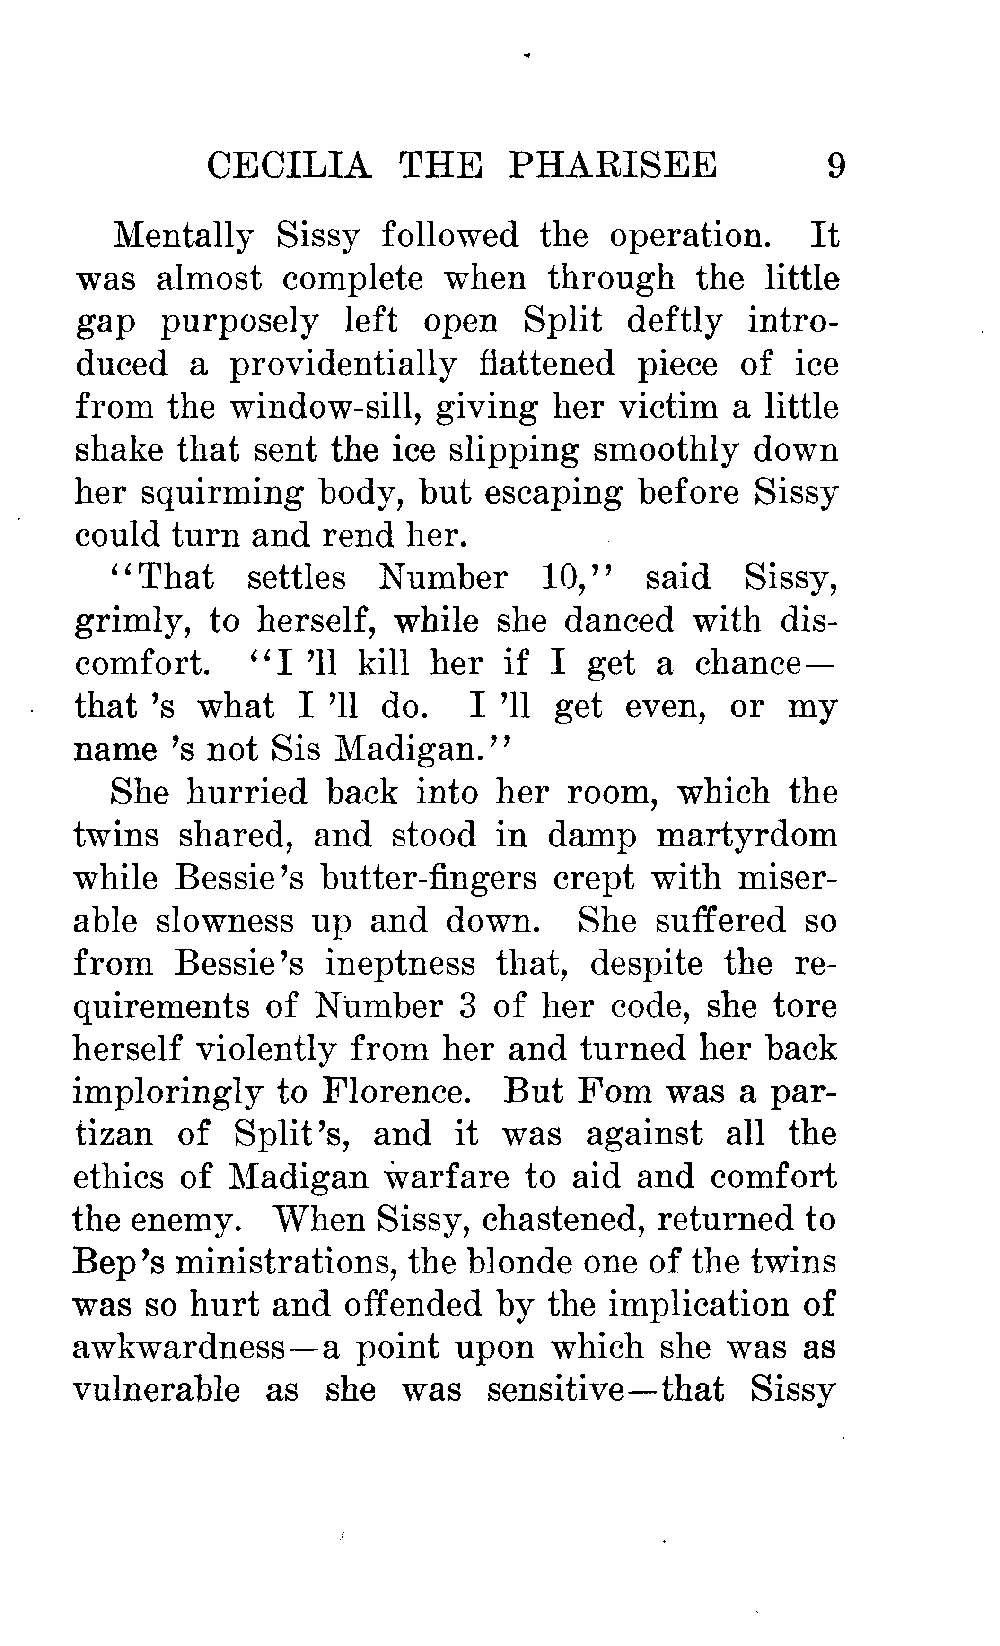 CECILIA THE PHARISEE 9
Mentally Sissy followed the operation. It
was almost complete when through the little
gap purposely left open Split deftly intro-
duced a providentially flattened piece of ice
from the window-sill, giving her victim a little
shake that sent the ice slipping smoothly down
her squirming body, but escaping before Sissy
could turn and rend her.
"That settles Number 10," said Sissy,
grimly, to herself, while she danced with dis-
comfort. "I 'll kill her if I get a chance—
that 's what I 'll do. I 'll get even, or my
name 's not Sis Madigan."
She hurried back into her room, which the
twins shared, and stood in damp martyrdom
while Bessie's butter-fingers crept with miser-
able slowness up and down. She suffered so
from Bessie's ineptness that, despite the re-
quirements of Number 3 of her code, she tore
herself violently from her and turned her back
imploringly to Florence. But Fom was a par-
tizan of Split's, and it was against all the
ethics of Madigan warfare to aid and comfort
the enemy. When Sissy, chastened, returned to
Bep's ministrations, the blonde one of the twins
was so hurt and offended by the implication of
awkwardness—a point upon which she was as
vulnerable as she was sensitive—that Sissy